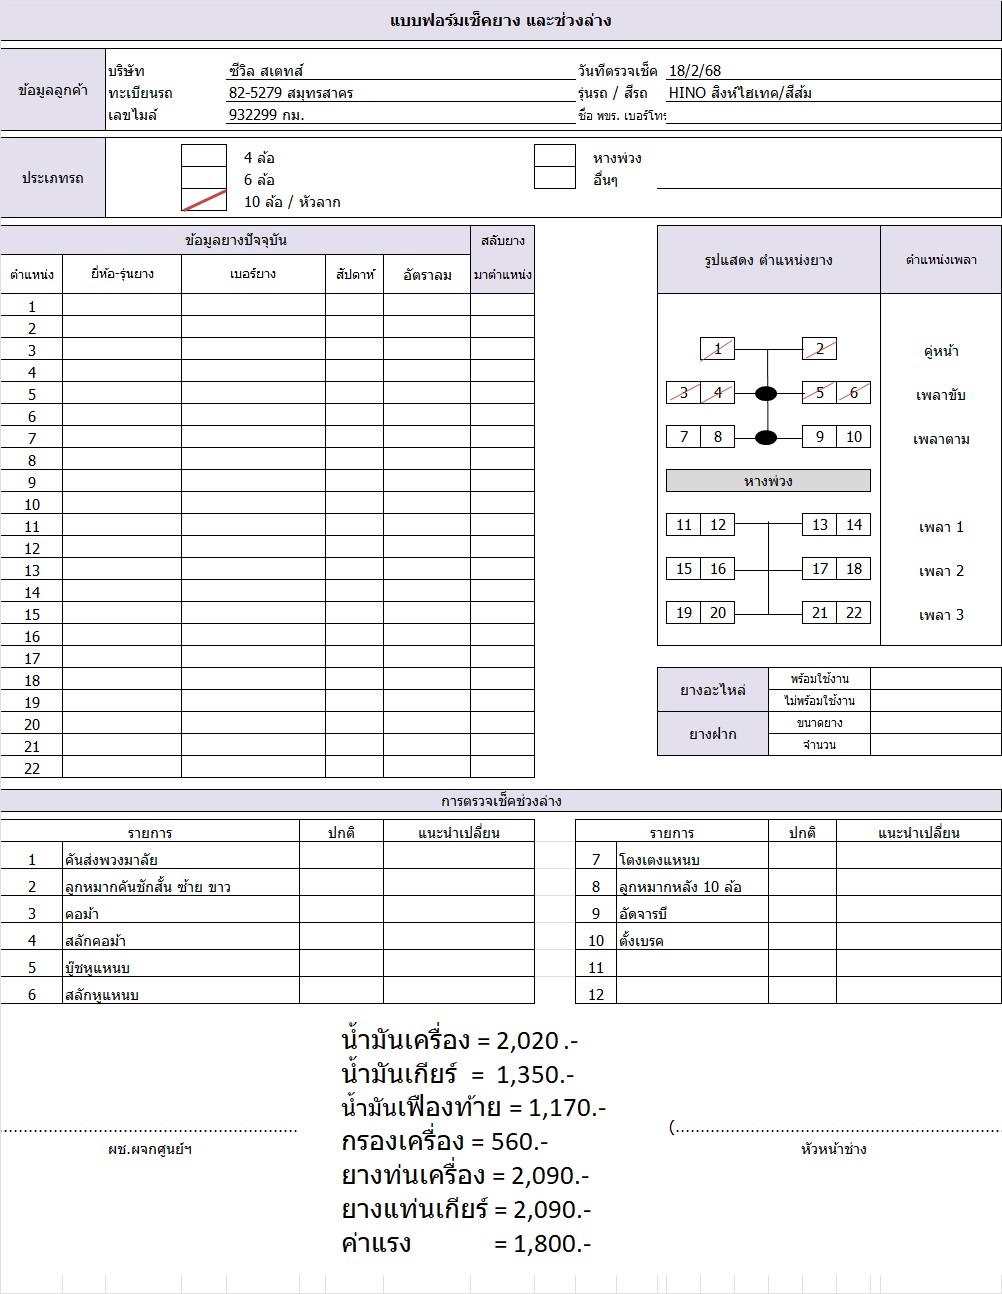 แบบฟอร์มเช็คยาง และช่วงล่าง
ข้อมูลลูกค้า
บริษัท ซีวิล สเตทส์ วันที่ตรวจเช็ค 18/2/68
ทะเบียนรถ 82-5279 สมุทรสาคร รุ่นรถ / สีรถ HINO สิงห์ไฮเทค/สีส้ม
เลขไมล์ 932299 กม. ชื่อ พขร. เบอร์โทร
ประเภทรถ
4 ล้อ หางพ่วง
6 ล้อ อื่นๆ
10 ล้อ / หัวลาก
ข้อมูลยางปัจจุบัน สลับยาง
ตำแหน่ง ยี่ห้อ-รุ่นยาง เบอร์ยาง สัปดาห์ อัตราลม มาตำแหน่ง
1
2
3
4
5
6
7
8
9
10
11
12
13
14
15
16
17
18
19
20
21
22
รูปแสดง ตำแหน่งยาง ตำแหน่งเพลา
1 2 คู่หน้า
3 4 5 6 เพลาขับ
7 8 9 10 เพลาตาม
หางพ่วง
11 12 13 14 เพลา 1
15 16 17 18 เพลา 2
19 20 21 22 เพลา 3
ยางอะไหล่ พร้อมใช้งาน
ไม่พร้อมใช้งาน
ยางฝาก ขนาดยาง
จำนวน
การตรวจเช็คช่วงล่าง
รายการ ปกติ แนะนำเปลี่ยน รายการ ปกติ แนะนำเปลี่ยน
1 คันส่งพวงมาลัย 7 โตงเตงแหนบ
2 ลูกหมากคันชักสั้น ซ้าย ขาว 8 ลูกหมากหลัง 10 ล้อ
3 คอม้า 9 อัดจารบี
4 สลักคอม้า 10 ตั้งเบรค
5 บู๊ชหูแหนบ 11
6 สลักหูแหนบ 12
น้ำมันเครื่อง = 2,020 .-
น้ำมันเกียร์ = 1,350.-
น้ำมันเฟืองท้าย = 1,170.-
กรองเครื่อง = 560.-
ยางท่นเครื่อง = 2,090.-
ยางแท่นเกียร์ = 2,090.-
ค่าแรง = 1,800.-
ผช.ผจกศูนย์ฯ
(........................................................
หัวหน้าช่าง